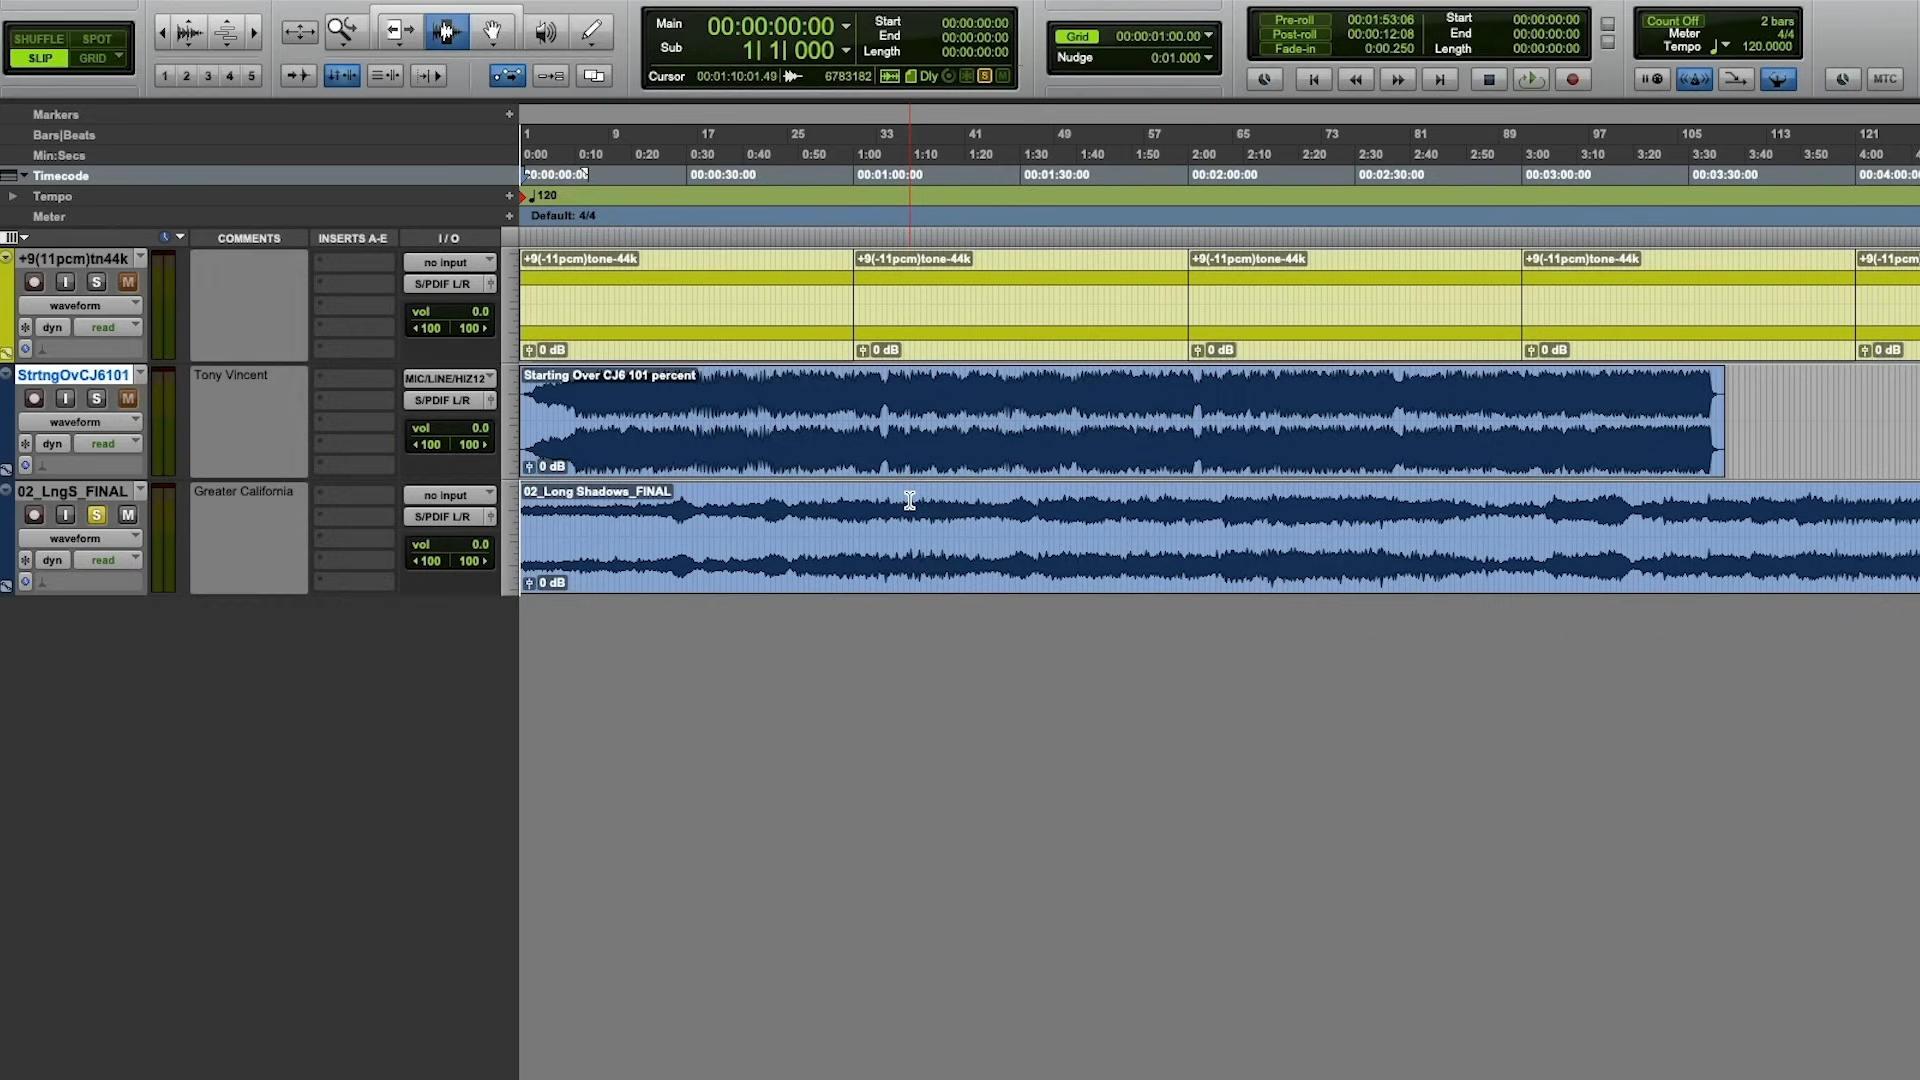 SHUFFLE SPOT
SLIP GRID
1 2 3 4 5
Main 00:00:00:00
Sub 1| 1| 000
Start 00:00:00:00
End 00:00:00:00
Length 00:00:00:00
Cursor 00:01:10:01.49 6783182 Dly S M
Grid 00:00:01:00.00
Nudge 0:01.000
Pre-roll 00:01:53:06
Post-roll 00:00:12:08
Fade-in 0:00.250
Start 00:00:00:00
End 00:00:00:00
Length 00:00:00:00
Count Off 2 bars
Meter 4/4
Tempo 120.0000
MTC
Markers
Bars|Beats 1 9 17 25 33 41 49 57 65 73 81 89 97 105 113 121
Min:Secs 0:00 0:10 0:20 0:30 0:40 0:50 1:00 1:10 1:20 1:30 1:40 1:50 2:00 2:10 2:20 2:30 2:40 2:50 3:00 3:10 3:20 3:30 3:40 3:50 4:00
Timecode 00:00:00:00 00:00:30:00 00:01:00:00 00:01:30:00 00:02:00:00 00:02:30:00 00:03:00:00 00:03:30:00 00:04:00:00
Tempo 120
Meter Default: 4/4
COMMENTS INSERTS A-E I / O
+9(11pcm)tn44k no input +9(-11pcm)tone-44k +9(-11pcm)tone-44k +9(-11pcm)tone-44k +9(-11pcm)tone-44k +9(-11pcm
I S M S/PDIF L/R
waveform vol 0.0
dyn read 100 100
0 dB 0 dB 0 dB 0 dB 0 dB
StrtngOvCJ6101 Tony Vincent MIC/LINE/HIZ12 Starting Over CJ6 101 percent
I S M S/PDIF L/R
waveform vol 0.0
dyn read 100 100
0 dB
02_LngS_FINAL Greater California no input 02_Long Shadows_FINAL
I S M S/PDIF L/R
waveform vol 0.0
dyn read 100 100
0 dB